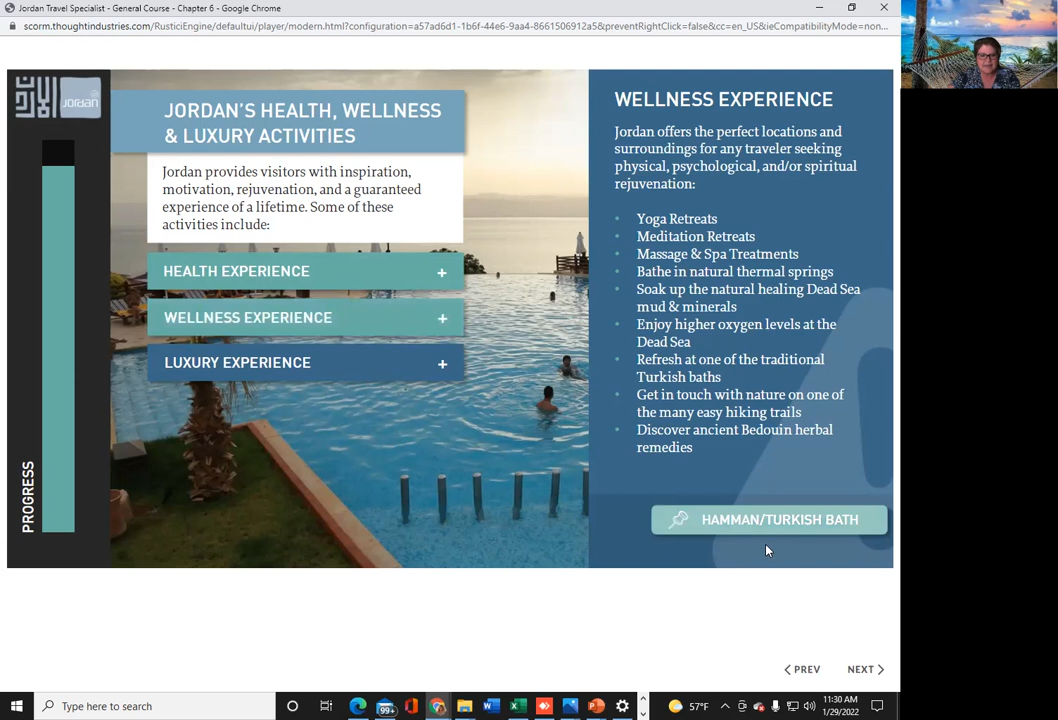 Jordan Travel Specialist - General Course - Chapter 6 - Google Chrome
scorm.thoughtindustries.com/RusticEngine/defaultui/player/modern.html?configuration=a57ad6d1-1b6f-44e6-9aa4-8661506912a5&preventRightClick=false&cc=en_US&ieCompatibilityMode=non...
Jordan
JORDAN'S HEALTH, WELLNESS
& LUXURY ACTIVITIES
Jordan provides visitors with inspiration,
motivation, rejuvenation, and a guaranteed
experience of a lifetime. Some of these
activities include:
HEALTH EXPERIENCE +
WELLNESS EXPERIENCE +
LUXURY EXPERIENCE +
PROGRESS
WELLNESS EXPERIENCE
Jordan offers the perfect locations and
surroundings for any traveler seeking
physical, psychological, and/or spiritual
rejuvenation:
• Yoga Retreats
• Meditation Retreats
• Massage & Spa Treatments
• Bathe in natural thermal springs
• Soak up the natural healing Dead Sea
mud & minerals
• Enjoy higher oxygen levels at the
Dead Sea
• Refresh at one of the traditional
Turkish baths
• Get in touch with nature on one of
the many easy hiking trails
• Discover ancient Bedouin herbal
remedies
HAMMAN/TURKISH BATH
PREV NEXT
Type here to search
99+
57°F
11:30 AM
1/29/2022